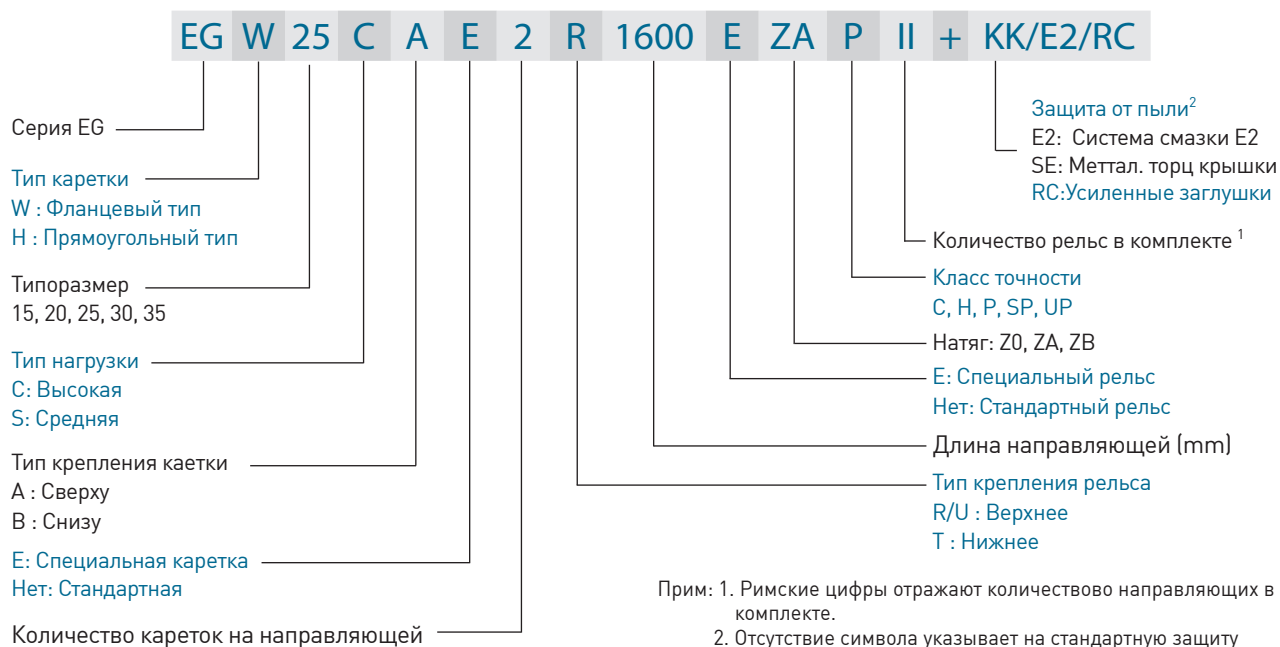 EG W 25 C A E 2 R 1600 E ZA P II + KK/E2/RC
Серия EG
Тип каретки
W : Фланцевый тип
H : Прямоугольный тип
Типоразмер
15, 20, 25, 30, 35
Тип нагрузки
C: Высокая
S: Средняя
Тип крепления каетки
A : Сверху
B : Снизу
E: Специальная каретка
Нет: Стандартная
Количество кареток на направляющей
Защита от пыли2
E2: Система смазки E2
SE: Меттал. торц крышки
RC:Усиленные заглушки
Количество рельс в комплекте 1
Класс точности
C, H, P, SP, UP
Натяг: Z0, ZA, ZB
E: Специальный рельс
Нет: Стандартный рельс
Длина направляющей (mm)
Тип крепления рельса
R/U : Верхнее
T : Нижнее
Прим: 1. Римские цифры отражают количествово направляющих в
комплекте.
2. Отсутствие символа указывает на стандартную защиту